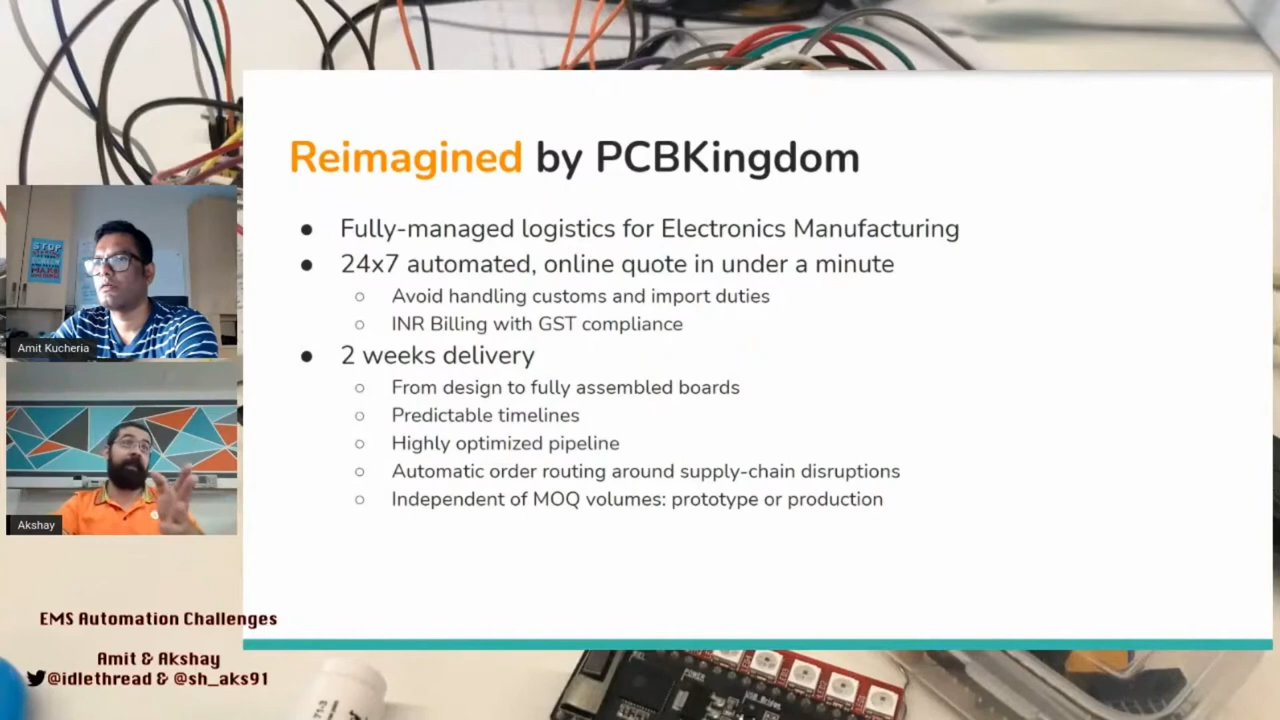 Reimagined by PCBKingdom
● Fully-managed logistics for Electronics Manufacturing
● 24x7 automated, online quote in under a minute
○ Avoid handling customs and import duties
○ INR Billing with GST compliance
● 2 weeks delivery
○ From design to fully assembled boards
○ Predictable timelines
○ Highly optimized pipeline
○ Automatic order routing around supply-chain disruptions
○ Independent of MOQ volumes: prototype or production
STOP
MAKE
Amit Kucheria
Akshay
EMS Automation Challenges
Amit & Akshay
@idlethread & @sh_aks91
POWER